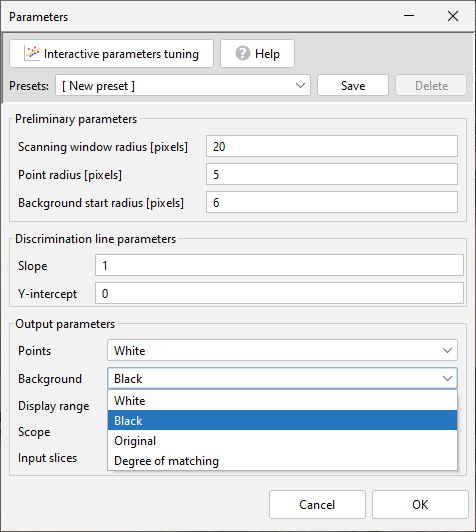 Parameters
Interactive parameters tuning
Help
Presets: [ New preset ] Save Delete
Preliminary parameters
Scanning window radius [pixels] 20
Point radius [pixels] 5
Background start radius [pixels] 6
Discrimination line parameters
Slope 1
Y-intercept 0
Output parameters
Points White
Background Black
White
Display range
Black
Scope
Original
Input slices
Degree of matching
Cancel OK